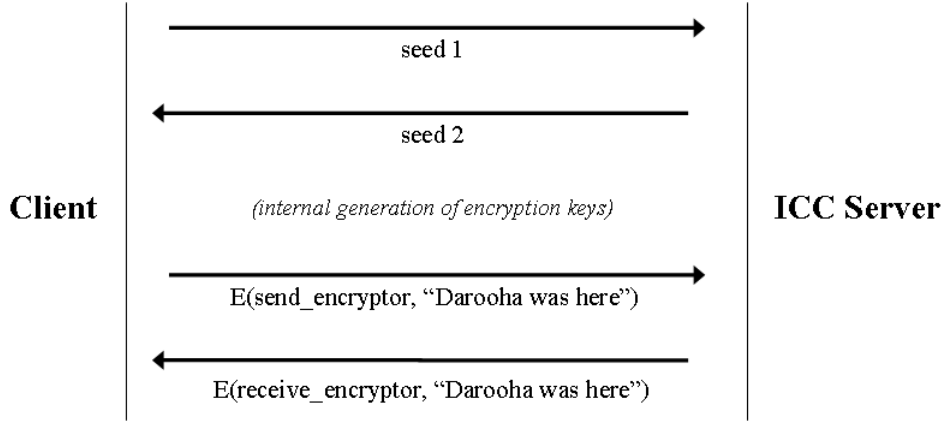 seed 1
seed 2
Client
(internal generation of encryption keys)
ICC Server
E(send_encryptor, “Darooha was here”)
E(receive_encryptor, “Darooha was here”)